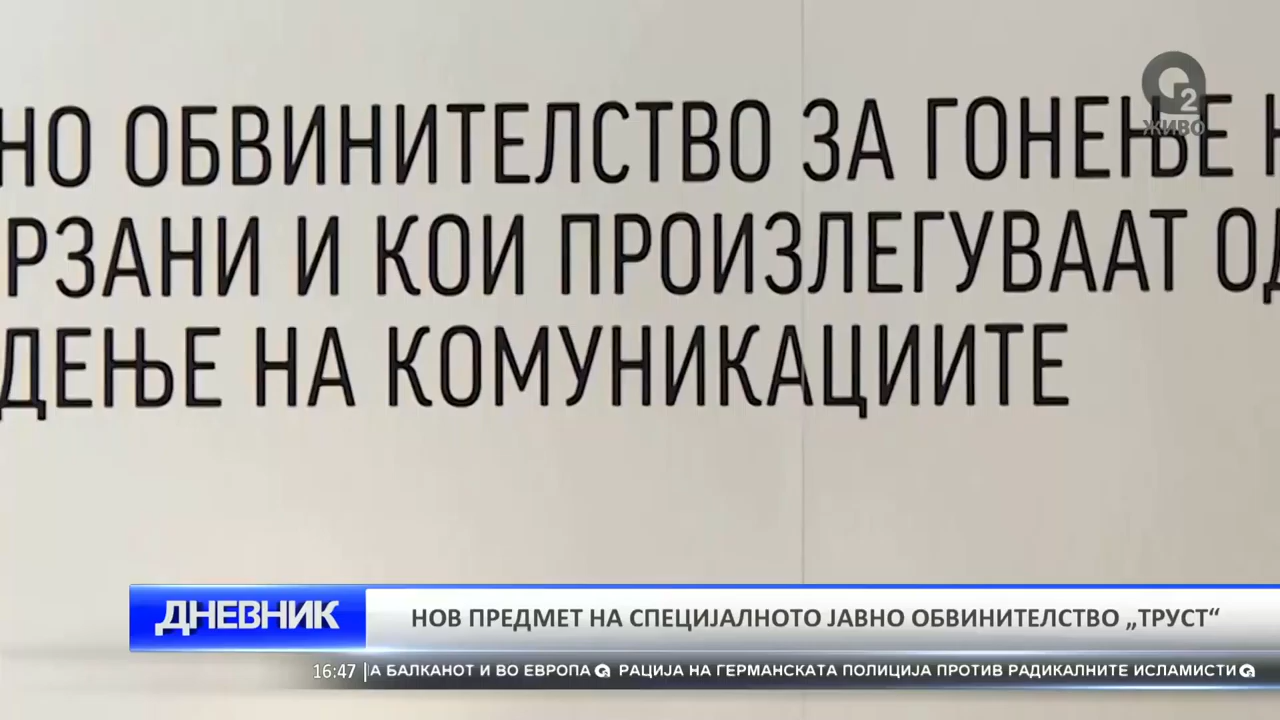 2
ЖИВО
НО ОБВИНИТЕЛСТВО ЗА ГОНЕЊЕ
РЗАНИ И КОИ ПРОИЗЛЕГУВААТ ОД
ДЕЊЕ НА КОМУНИКАЦИИТЕ
ДНЕВНИК
НОВ ПРЕДМЕТ НА СПЕЦИЈАЛНОТО ЈАВНО ОБВИНИТЕЛСТВО „ТРУСТ“
16:47 А БАЛКАНОТ И ВО ЕВРОПА РАЦИЈА НА ГЕРМАНСКАТА ПОЛИЦИЈА ПРОТИВ РАДИКАЛНИТЕ ИСЛАМИСТИ